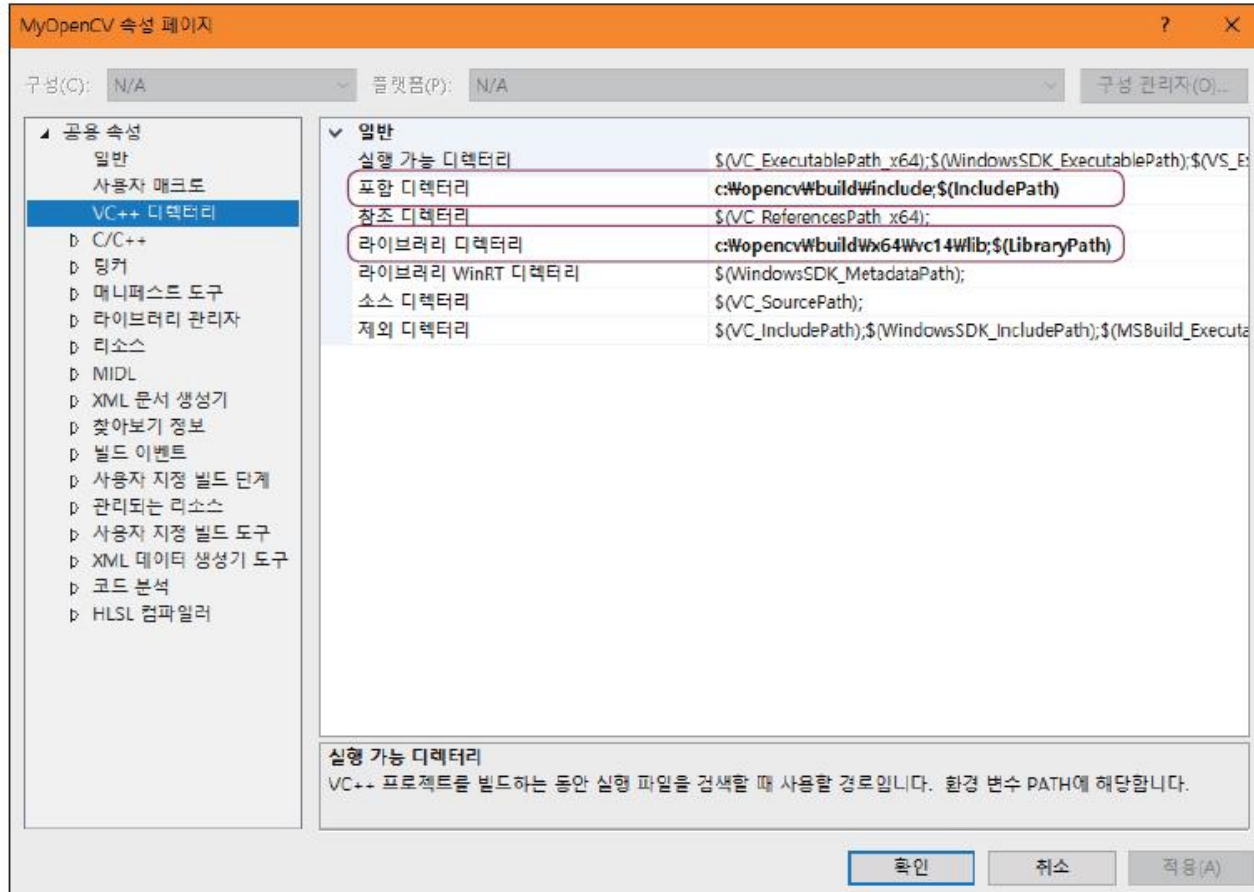 MyOpenCV 속성 페이지
구성(C): N/A 플랫폼(P): N/A 구성 관리자(O)...
공용 속성
일반
사용자 매크로
VC++ 디렉터리
C/C++
링커
매니페스트 도구
라이브러리 관리자
리소스
MIDL
XML 문서 생성기
찾아보기 정보
빌드 이벤트
사용자 지정 빌드 단계
관리되는 리소스
사용자 지정 빌드 도구
XML 데이터 생성기 도구
코드 분석
HLSL 컴파일러
일반
실행 가능 디렉터리 $(VC_ExecutablePath_x64);$(WindowsSDK_ExecutablePath);$(VS_E
포함 디렉터리 c:₩opencv₩build₩include;$(IncludePath)
참조 디렉터리 $(VC_ReferencesPath_x64);
라이브러리 디렉터리 c:₩opencv₩build₩x64₩vc14₩lib;$(LibraryPath)
라이브러리 WinRT 디렉터리 $(WindowsSDK_MetadataPath);
소스 디렉터리 $(VC_SourcePath);
제외 디렉터리 $(VC_IncludePath);$(WindowsSDK_IncludePath);$(MSBuild_Executa
실행 가능 디렉터리
VC++ 프로젝트를 빌드하는 동안 실행 파일을 검색할 때 사용할 경로입니다. 환경 변수 PATH에 해당합니다.
확인 취소 적용(A)